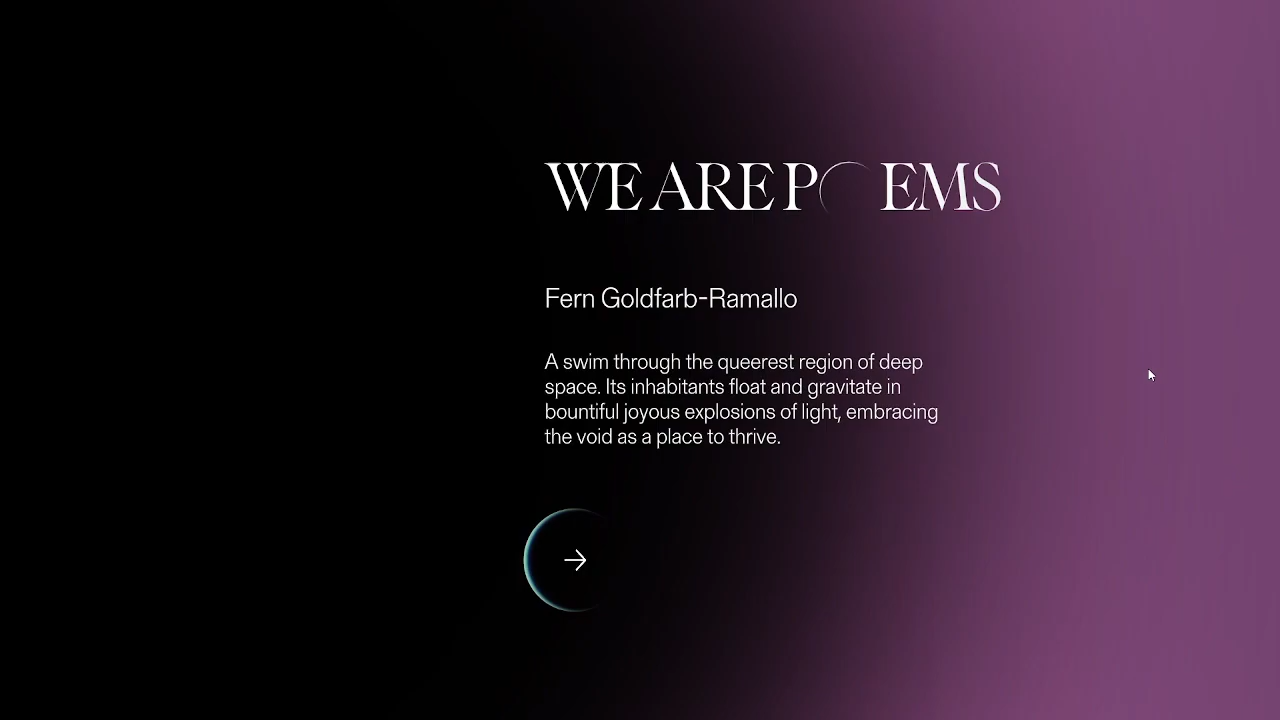 WE ARE POEMS
Fern Goldfarb-Ramallo
A swim through the queerest region of deep
space. Its inhabitants float and gravitate in
bountiful joyous explosions of light, embracing
the void as a place to thrive.